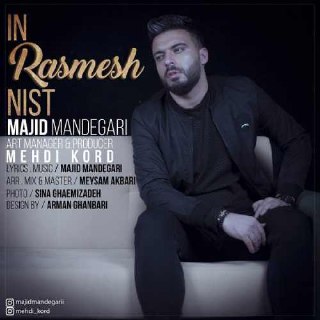 IN
Rasmesh
NIST
MAJID MANDEGARI
ART MANAGER & PRODUCER
MEHDI KORD
LYRICS . MUSIC / MAJID MANDEGARI
ARR . MIX & MASTER / MEYSAM AKBARI
PHOTO / SINA GHAEMIZADEH
DESIGN BY / ARMAN GHANBARI
majidmandegarii
mehdi_kord